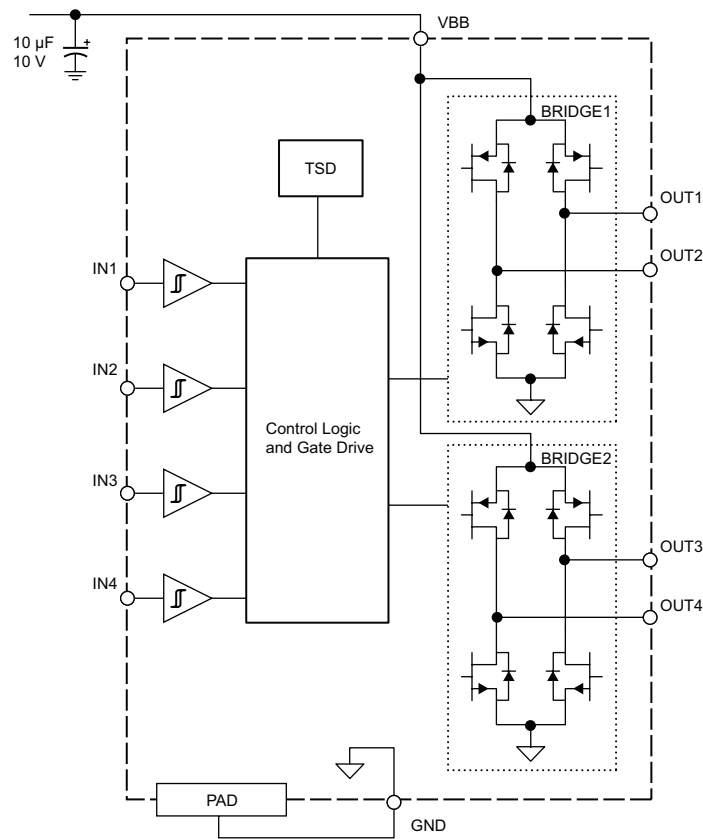 VBB
10 µF
10 V
BRIDGE1
TSD
OUT1
OUT2
IN1
IN2
Control Logic
and Gate Drive
BRIDGE2
IN3
OUT3
IN4
OUT4
PAD
GND